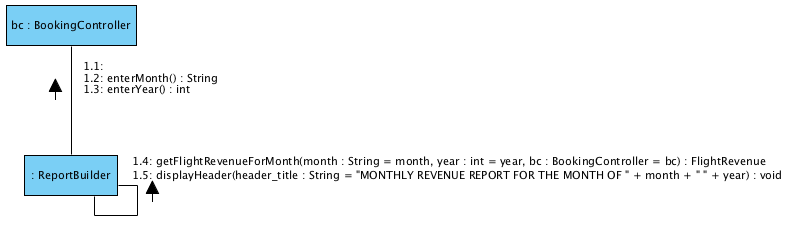 bc : BookingController
1.1:
1.2: enterMonth() : String
1.3: enterYear() : int
1.4: getFlightRevenueForMonth(month : String = month, year : int = year, bc : BookingController = bc) : FlightRevenue
: ReportBuilder
1.5: displayHeader(header_title : String = "MONTHLY REVENUE REPORT FOR THE MONTH OF " + month + " " + year) : void